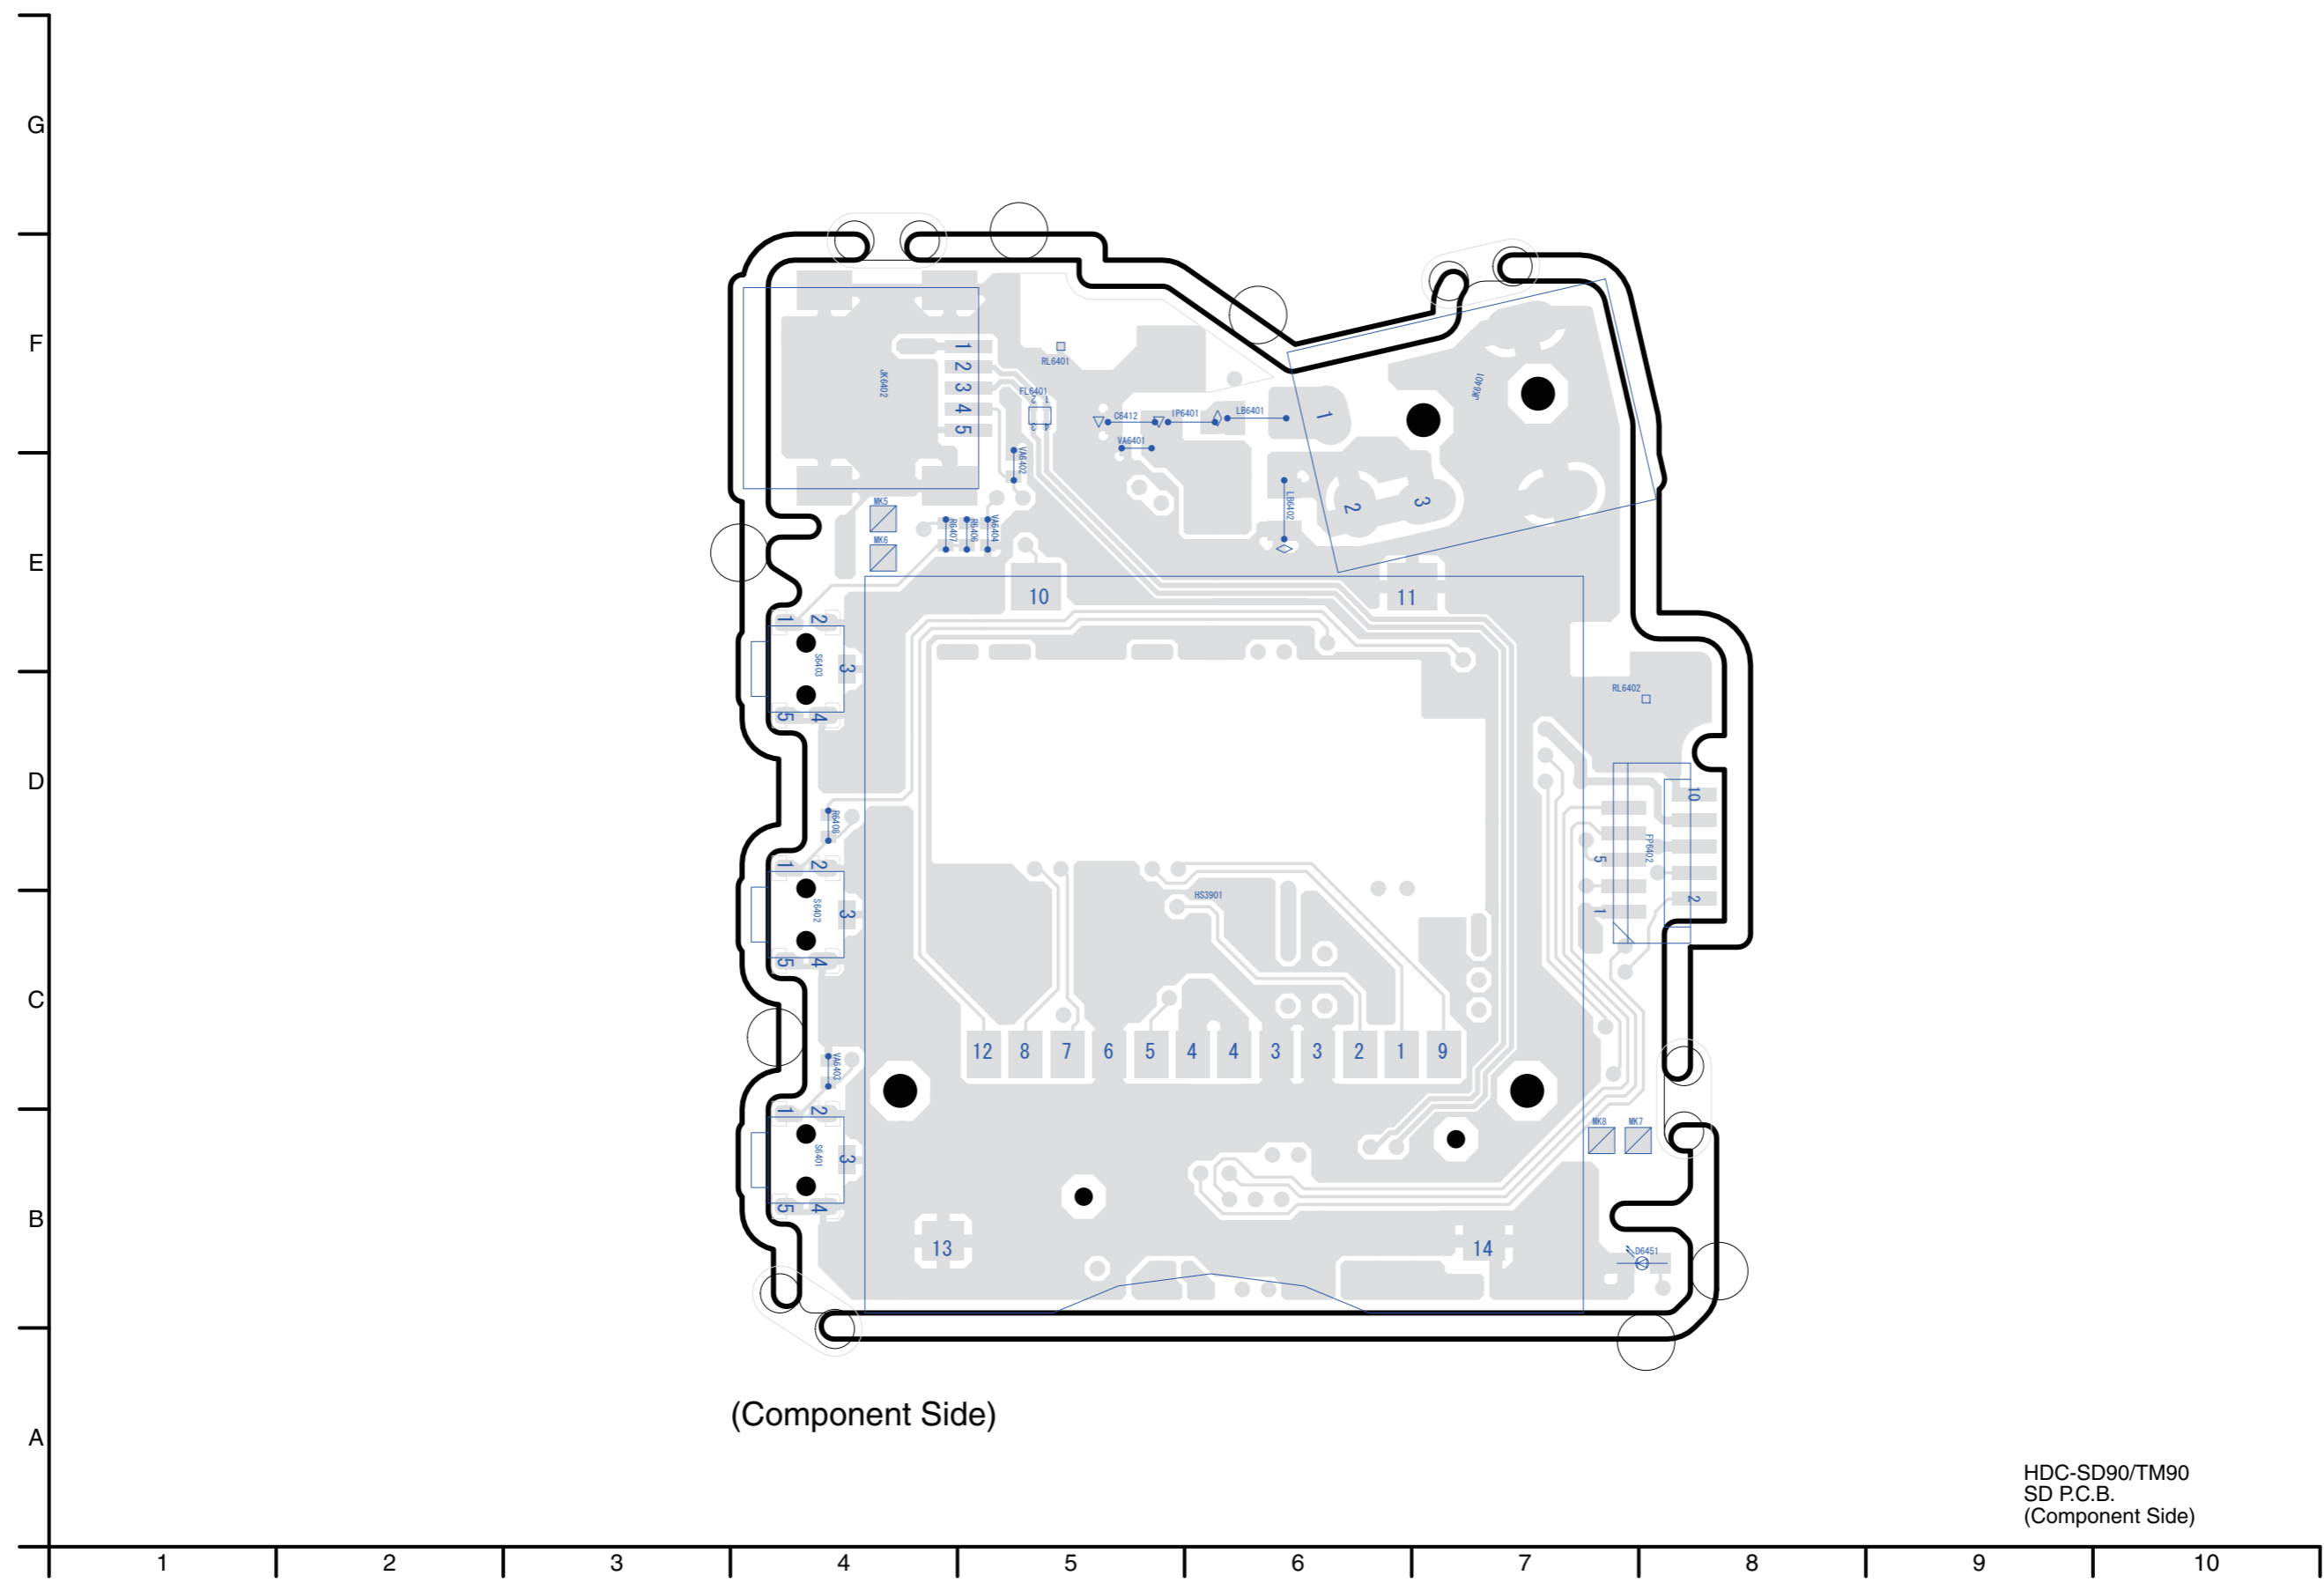 G
F
E
D
C
B
A
1
2
3
4
5
JK6402
RL6401
FL6401
2 1
3 4
C6412
IP6401
LB6401
VA6401
VA6402
1
JK6401
2
3
LB6402
MK5
MK6
R6407
R6406
VA6404
10
11
1 2
S6403
3
5 4
RL6402
R6408
10
FP6402
5
1
2
1 2
S6402
3
5 4
HS3901
12 8 7 6 5 4 4 3 3 2 1 9
VA6403
1 2
S6401
3
5 4
MK8 MK7
13
14
D6451
(Component Side)
HDC-SD90/TM90
SD P.C.B.
(Component Side)
1 2 3 4 5 6 7 8 9 10